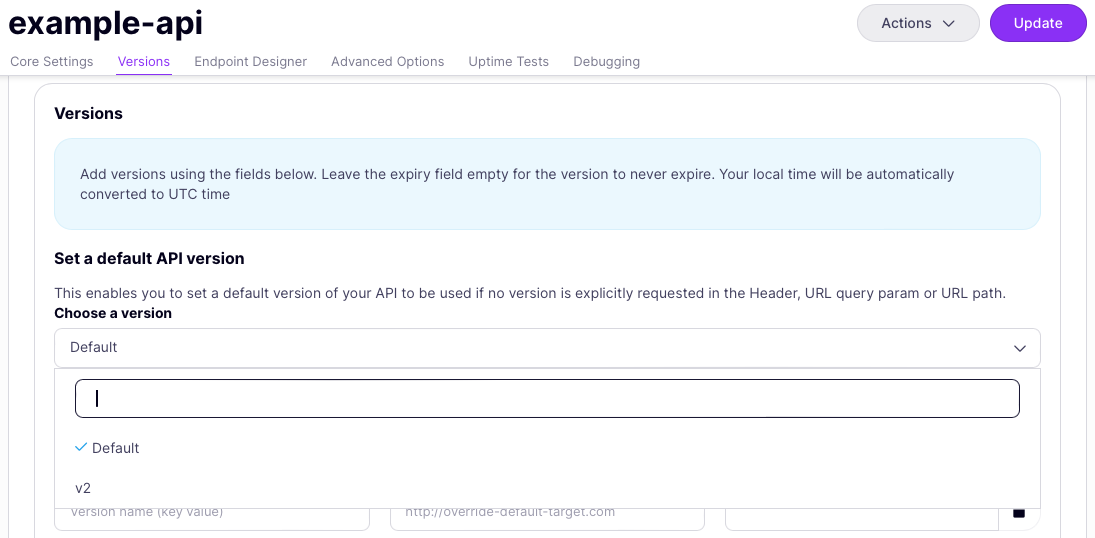 example-api
Actions
Update
Core Settings
Versions
Endpoint Designer
Advanced Options
Uptime Tests
Debugging
Versions
Add versions using the fields below. Leave the expiry field empty for the version to never expire. Your local time will be automatically
converted to UTC time
Set a default API version
This enables you to set a default version of your API to be used if no version is explicitly requested in the Header, URL query param or URL path.
Choose a version
Default
Default
v2
Version name (key value)
http://override-default-target.com